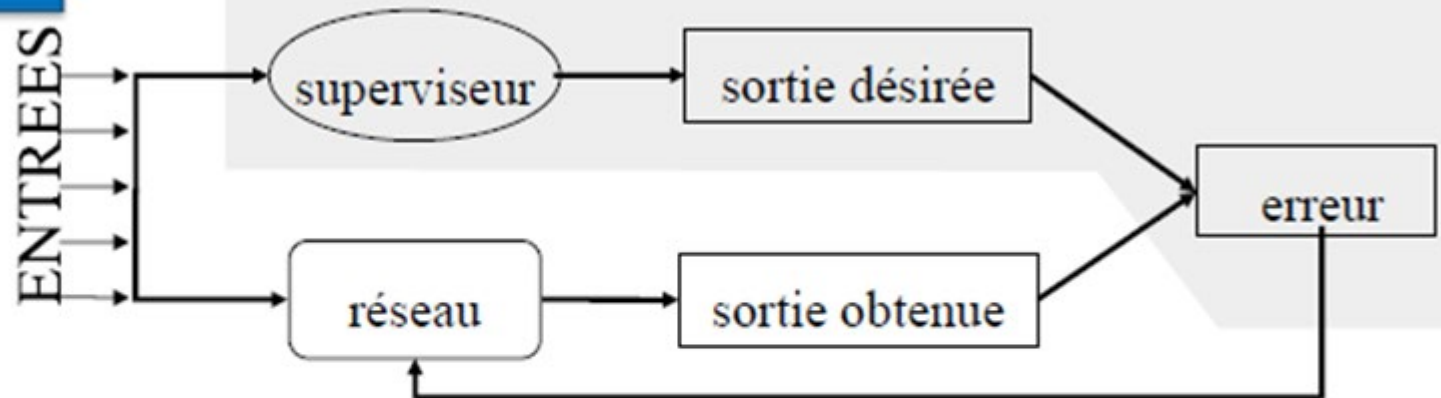 ENTREES
superviseur
sortie désirée
erreur
réseau
sortie obtenue